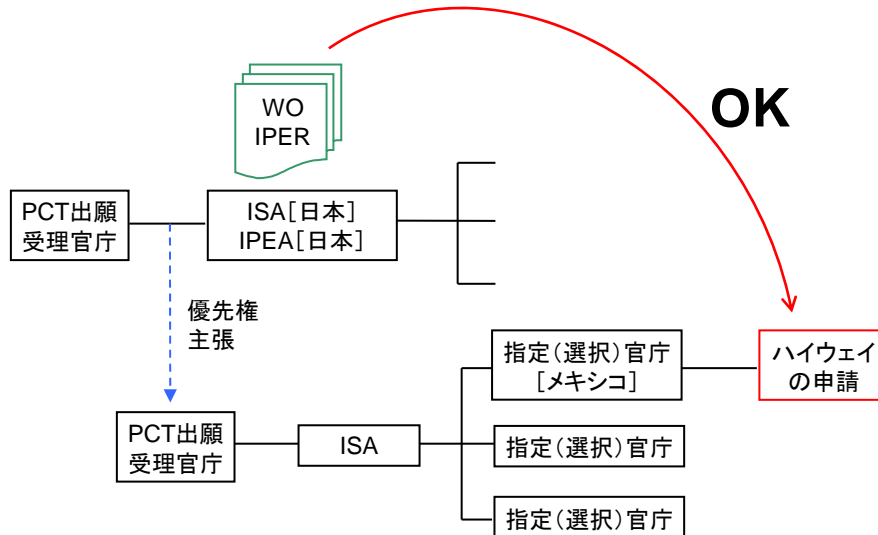 WO
IPER
OK
PCT出願
受理官庁
ISA[日本]
IPEA[日本]
優先権
主張
指定(選択)官庁
[メキシコ]
ハイウェイ
の申請
PCT出願
受理官庁
ISA
指定(選択)官庁
指定(選択)官庁